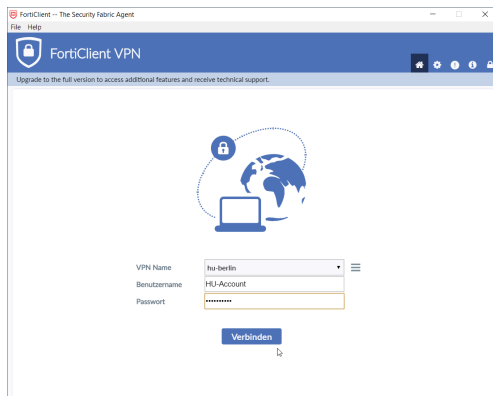 FortiClient -- The Security Fabric Agent
File Help
FortiClient VPN
Upgrade to the full version to access additional features and receive technical support.
VPN Name hu-berlin
Benutzername HU-Account
Passwort ••••••••••
Verbinden